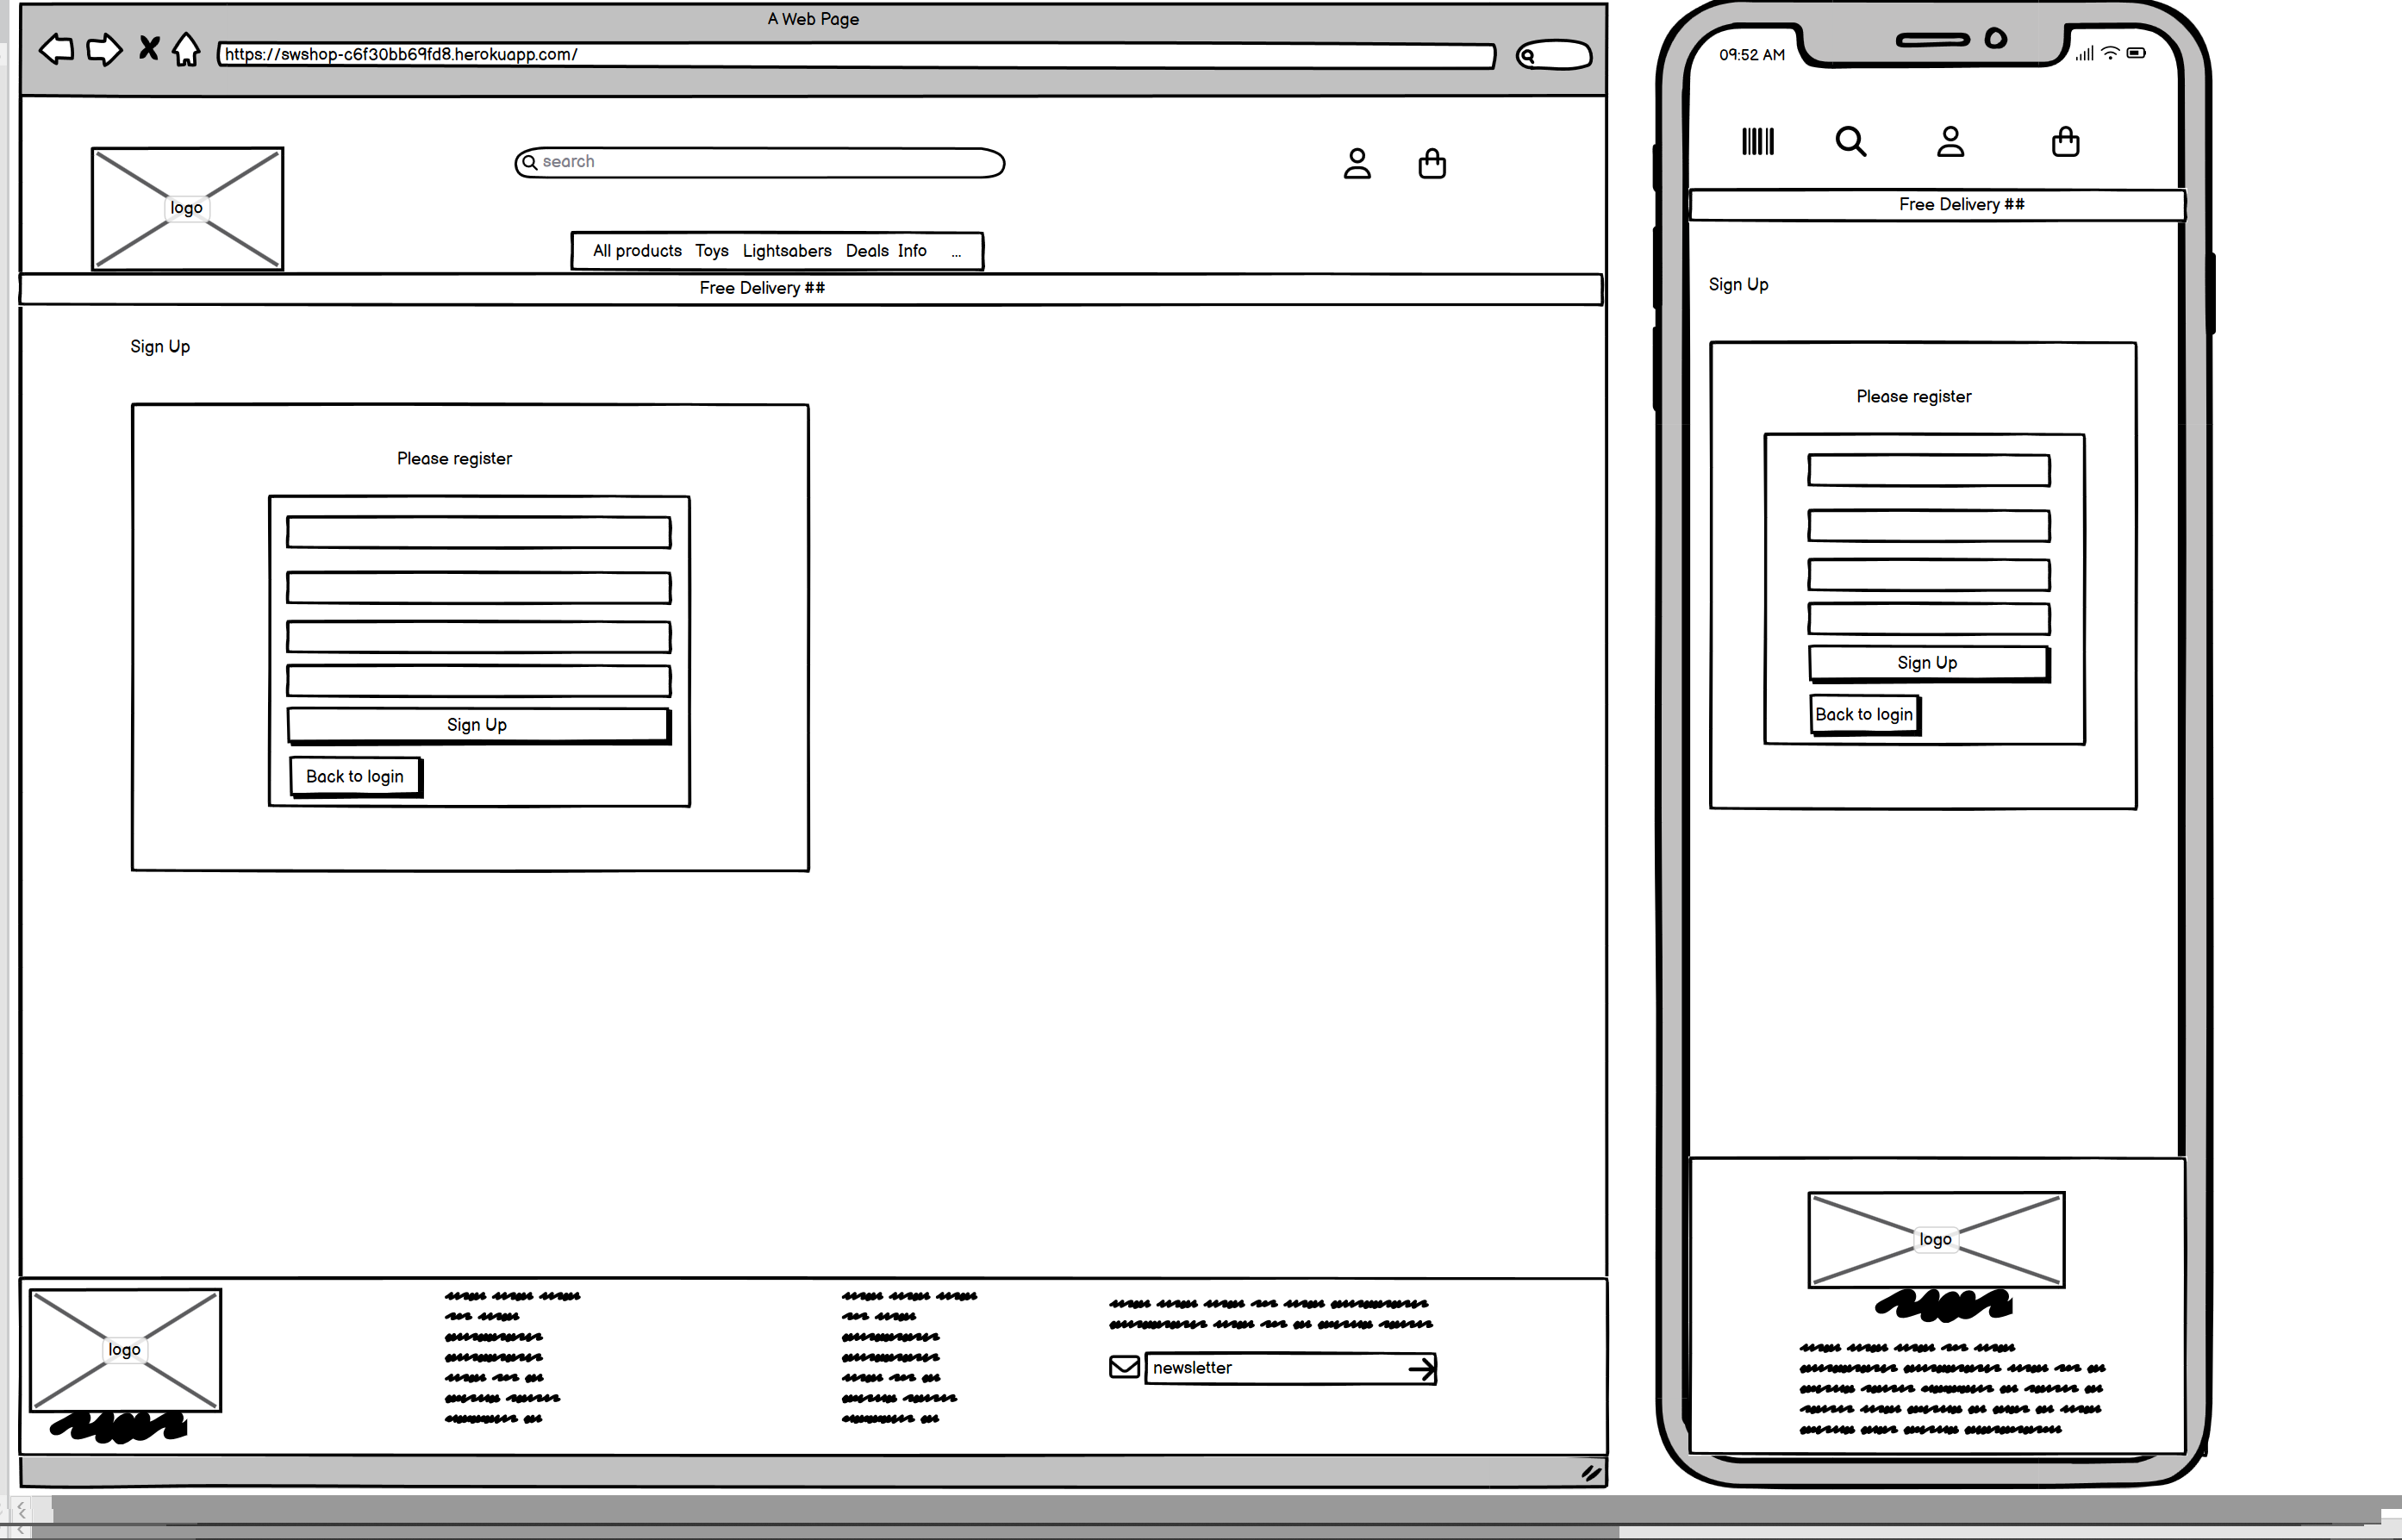 A Web Page
https://swshop-c6f30bb69fd8.herokuapp.com/
search
logo
All products Toys Lightsabers Deals Info ...
Free Delivery ##
Sign Up
Please register
Sign Up
Back to login
logo
newsletter
09:52 AM
Free Delivery ##
Sign Up
Please register
Sign Up
Back to login
logo